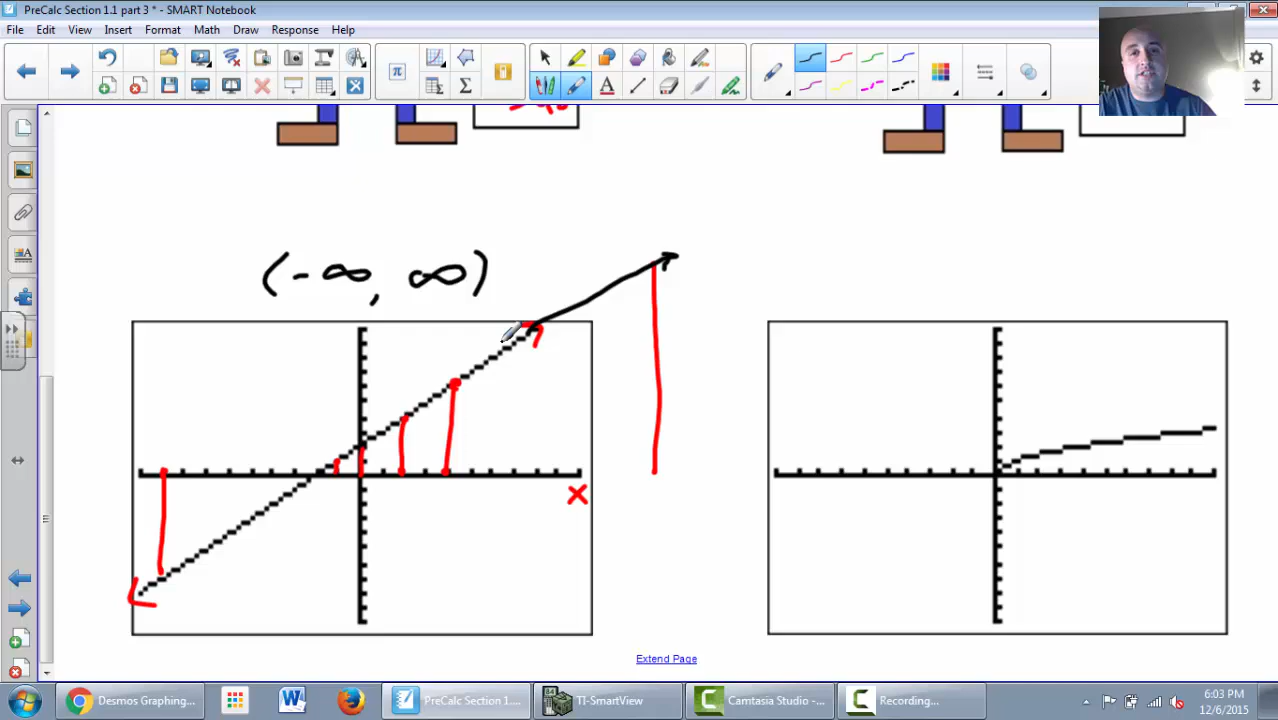 PreCalc Section 1.1 part 3 * - SMART Notebook
File Edit View Insert Format Math Draw Response Help
(-∞, ∞)
x
Extend Page
Desmos Graphing... PreCalc Section 1.1 ... TI-SmartView Camtasia Studio -... Recording...
6:03 PM
12/6/2015